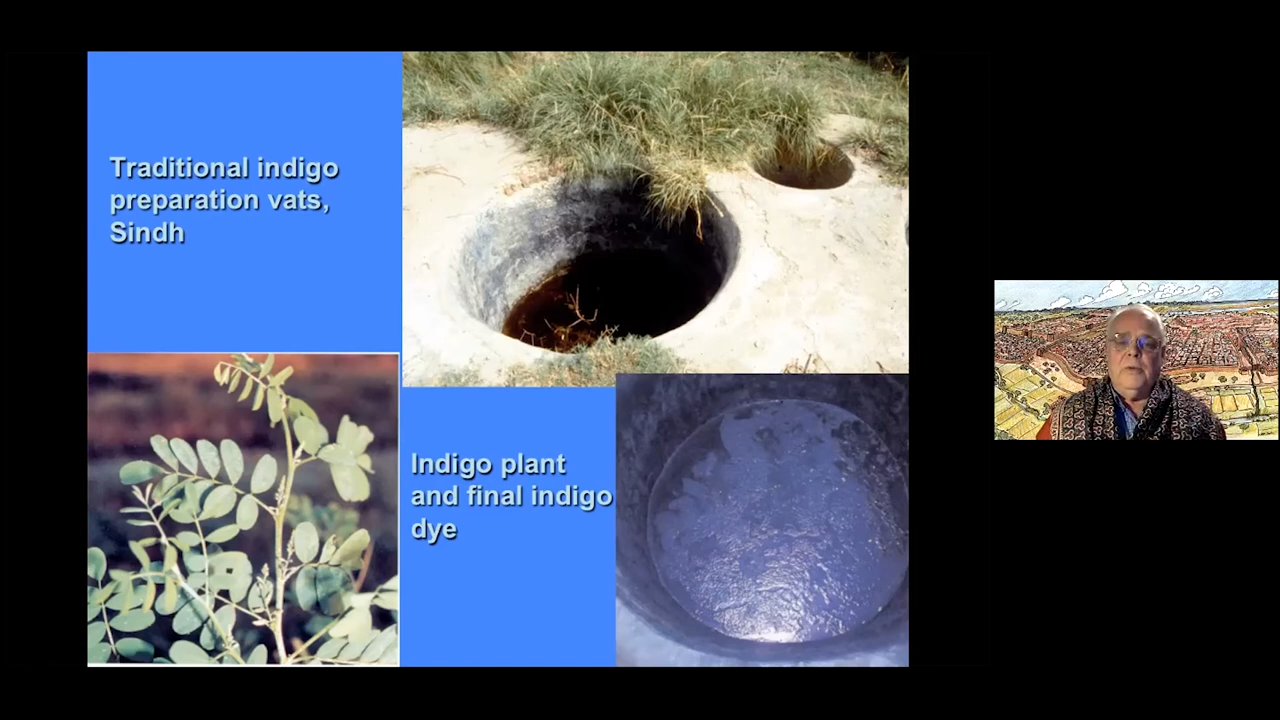 Traditional indigo
preparation vats,
Sindh
Indigo plant
and final indigo
dye